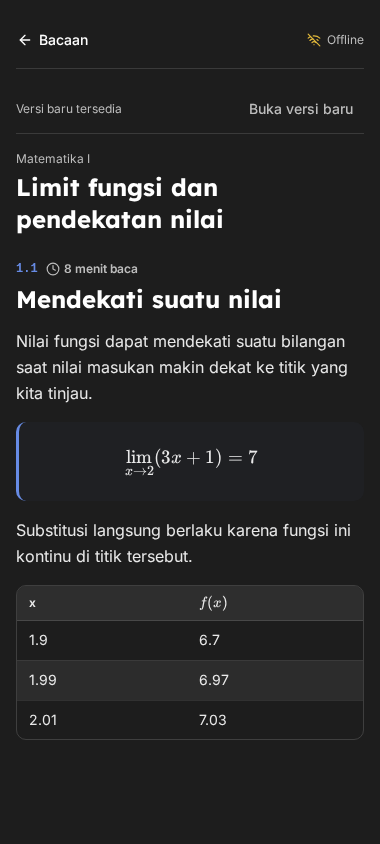 Bacaan
Offline
Versi baru tersedia
Buka versi baru
Matematika I
Limit fungsi dan
pendekatan nilai
1.1 8 menit baca
Mendekati suatu nilai
Nilai fungsi dapat mendekati suatu bilangan
saat nilai masukan makin dekat ke titik yang
kita tinjau.
lim x→2 (3x + 1) = 7
Substitusi langsung berlaku karena fungsi ini
kontinu di titik tersebut.
x f(x)
1.9 6.7
1.99 6.97
2.01 7.03